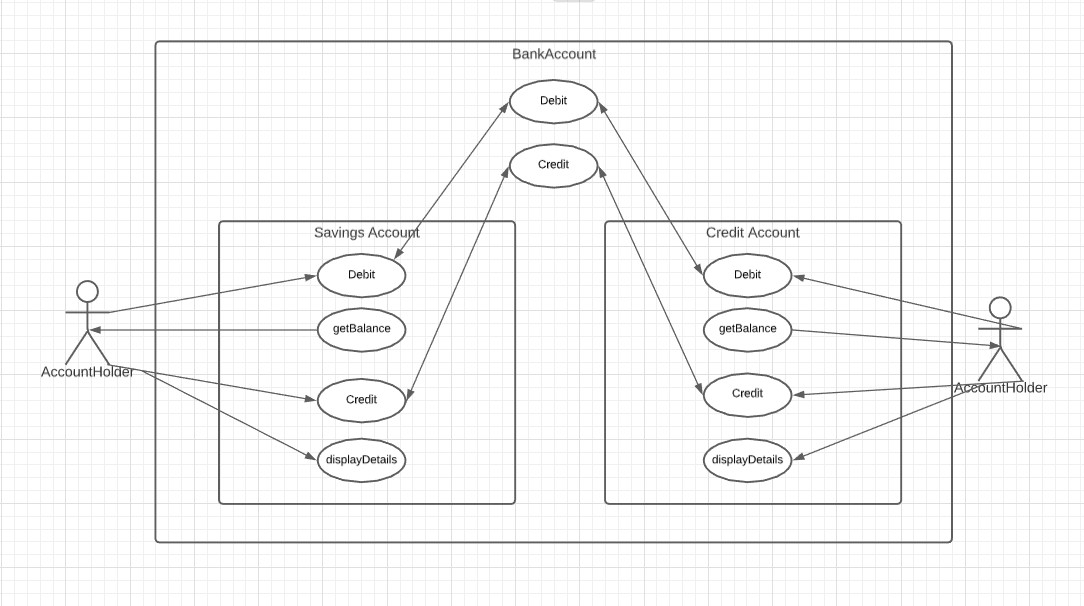 BankAccount
Debit
Credit
Savings Account
Debit
getBalance
Credit
displayDetails
Credit Account
Debit
getBalance
Credit
displayDetails
AccountHolder
AccountHolder